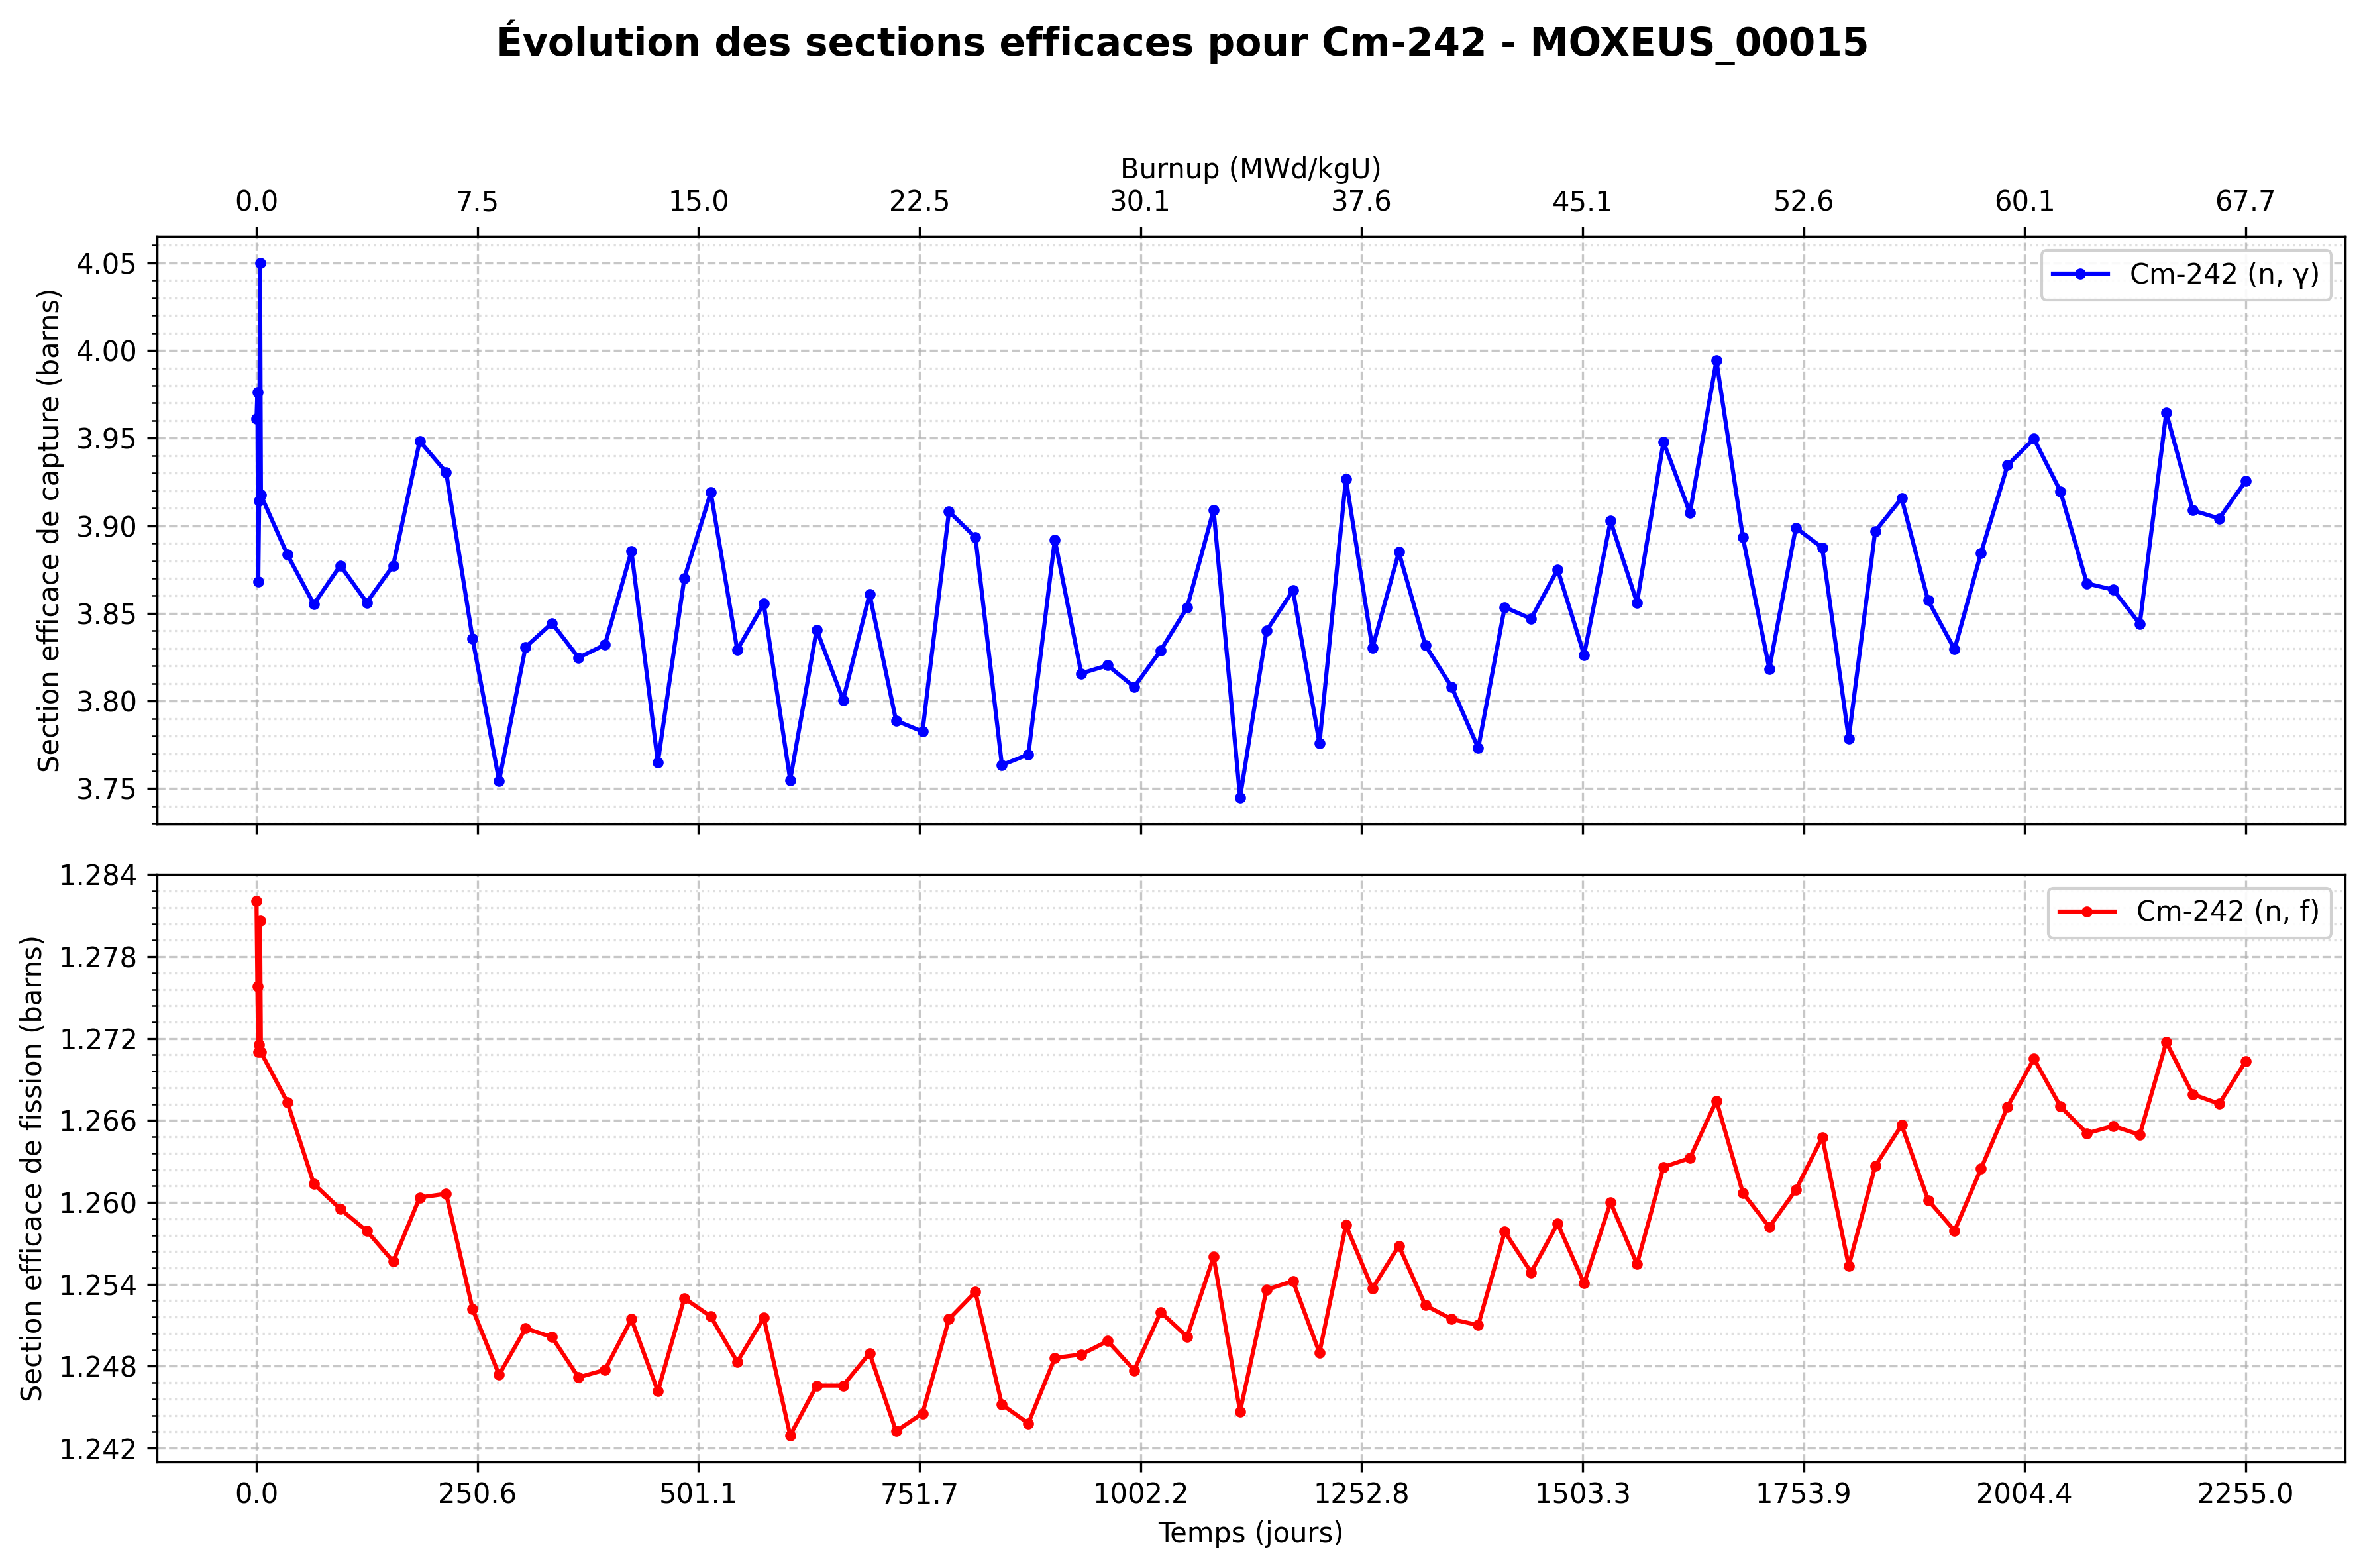 Évolution des sections efficaces pour Cm-242 - MOXEUS_00015
Burnup (MWd/kgU)
0.0 7.5 15.0 22.5 30.1 37.6 45.1 52.6 60.1 67.7
Section efficace de capture (barns)
4.05
4.00
3.95
3.90
3.85
3.80
3.75
Cm-242 (n, γ)
Section efficace de fission (barns)
1.284
1.278
1.272
1.266
1.260
1.254
1.248
1.242
Cm-242 (n, f)
0.0 250.6 501.1 751.7 1002.2 1252.8 1503.3 1753.9 2004.4 2255.0
Temps (jours)